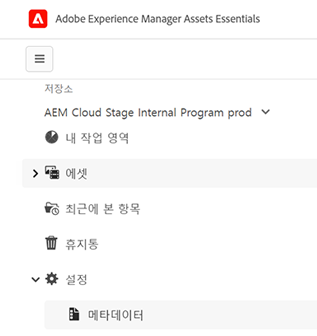 Adobe Experience Manager Assets Essentials
저장소
AEM Cloud Stage Internal Program prod
내 작업 영역
에셋
최근에 본 항목
휴지통
설정
메타데이터